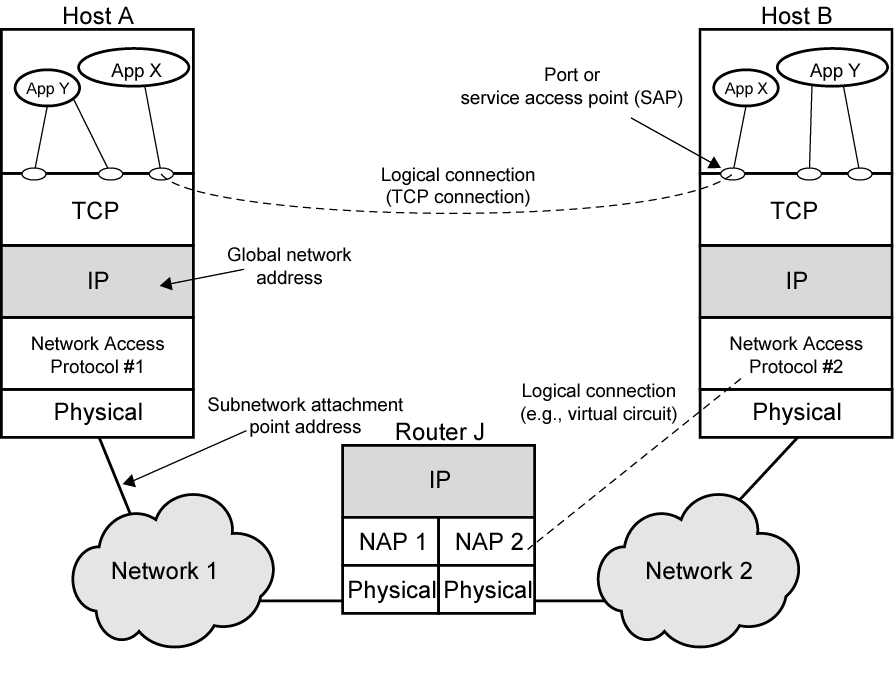 Host A
Host B
App Y
App X
Port or
service access point (SAP)
App X
App Y
Logical connection
(TCP connection)
TCP
TCP
Global network
address
IP
IP
Network Access
Protocol #1
Network Access
Protocol #2
Physical
Subnetwork attachment
point address
Logical connection
(e.g., virtual circuit)
Physical
Router J
IP
NAP 1
NAP 2
Physical
Physical
Network 1
Network 2